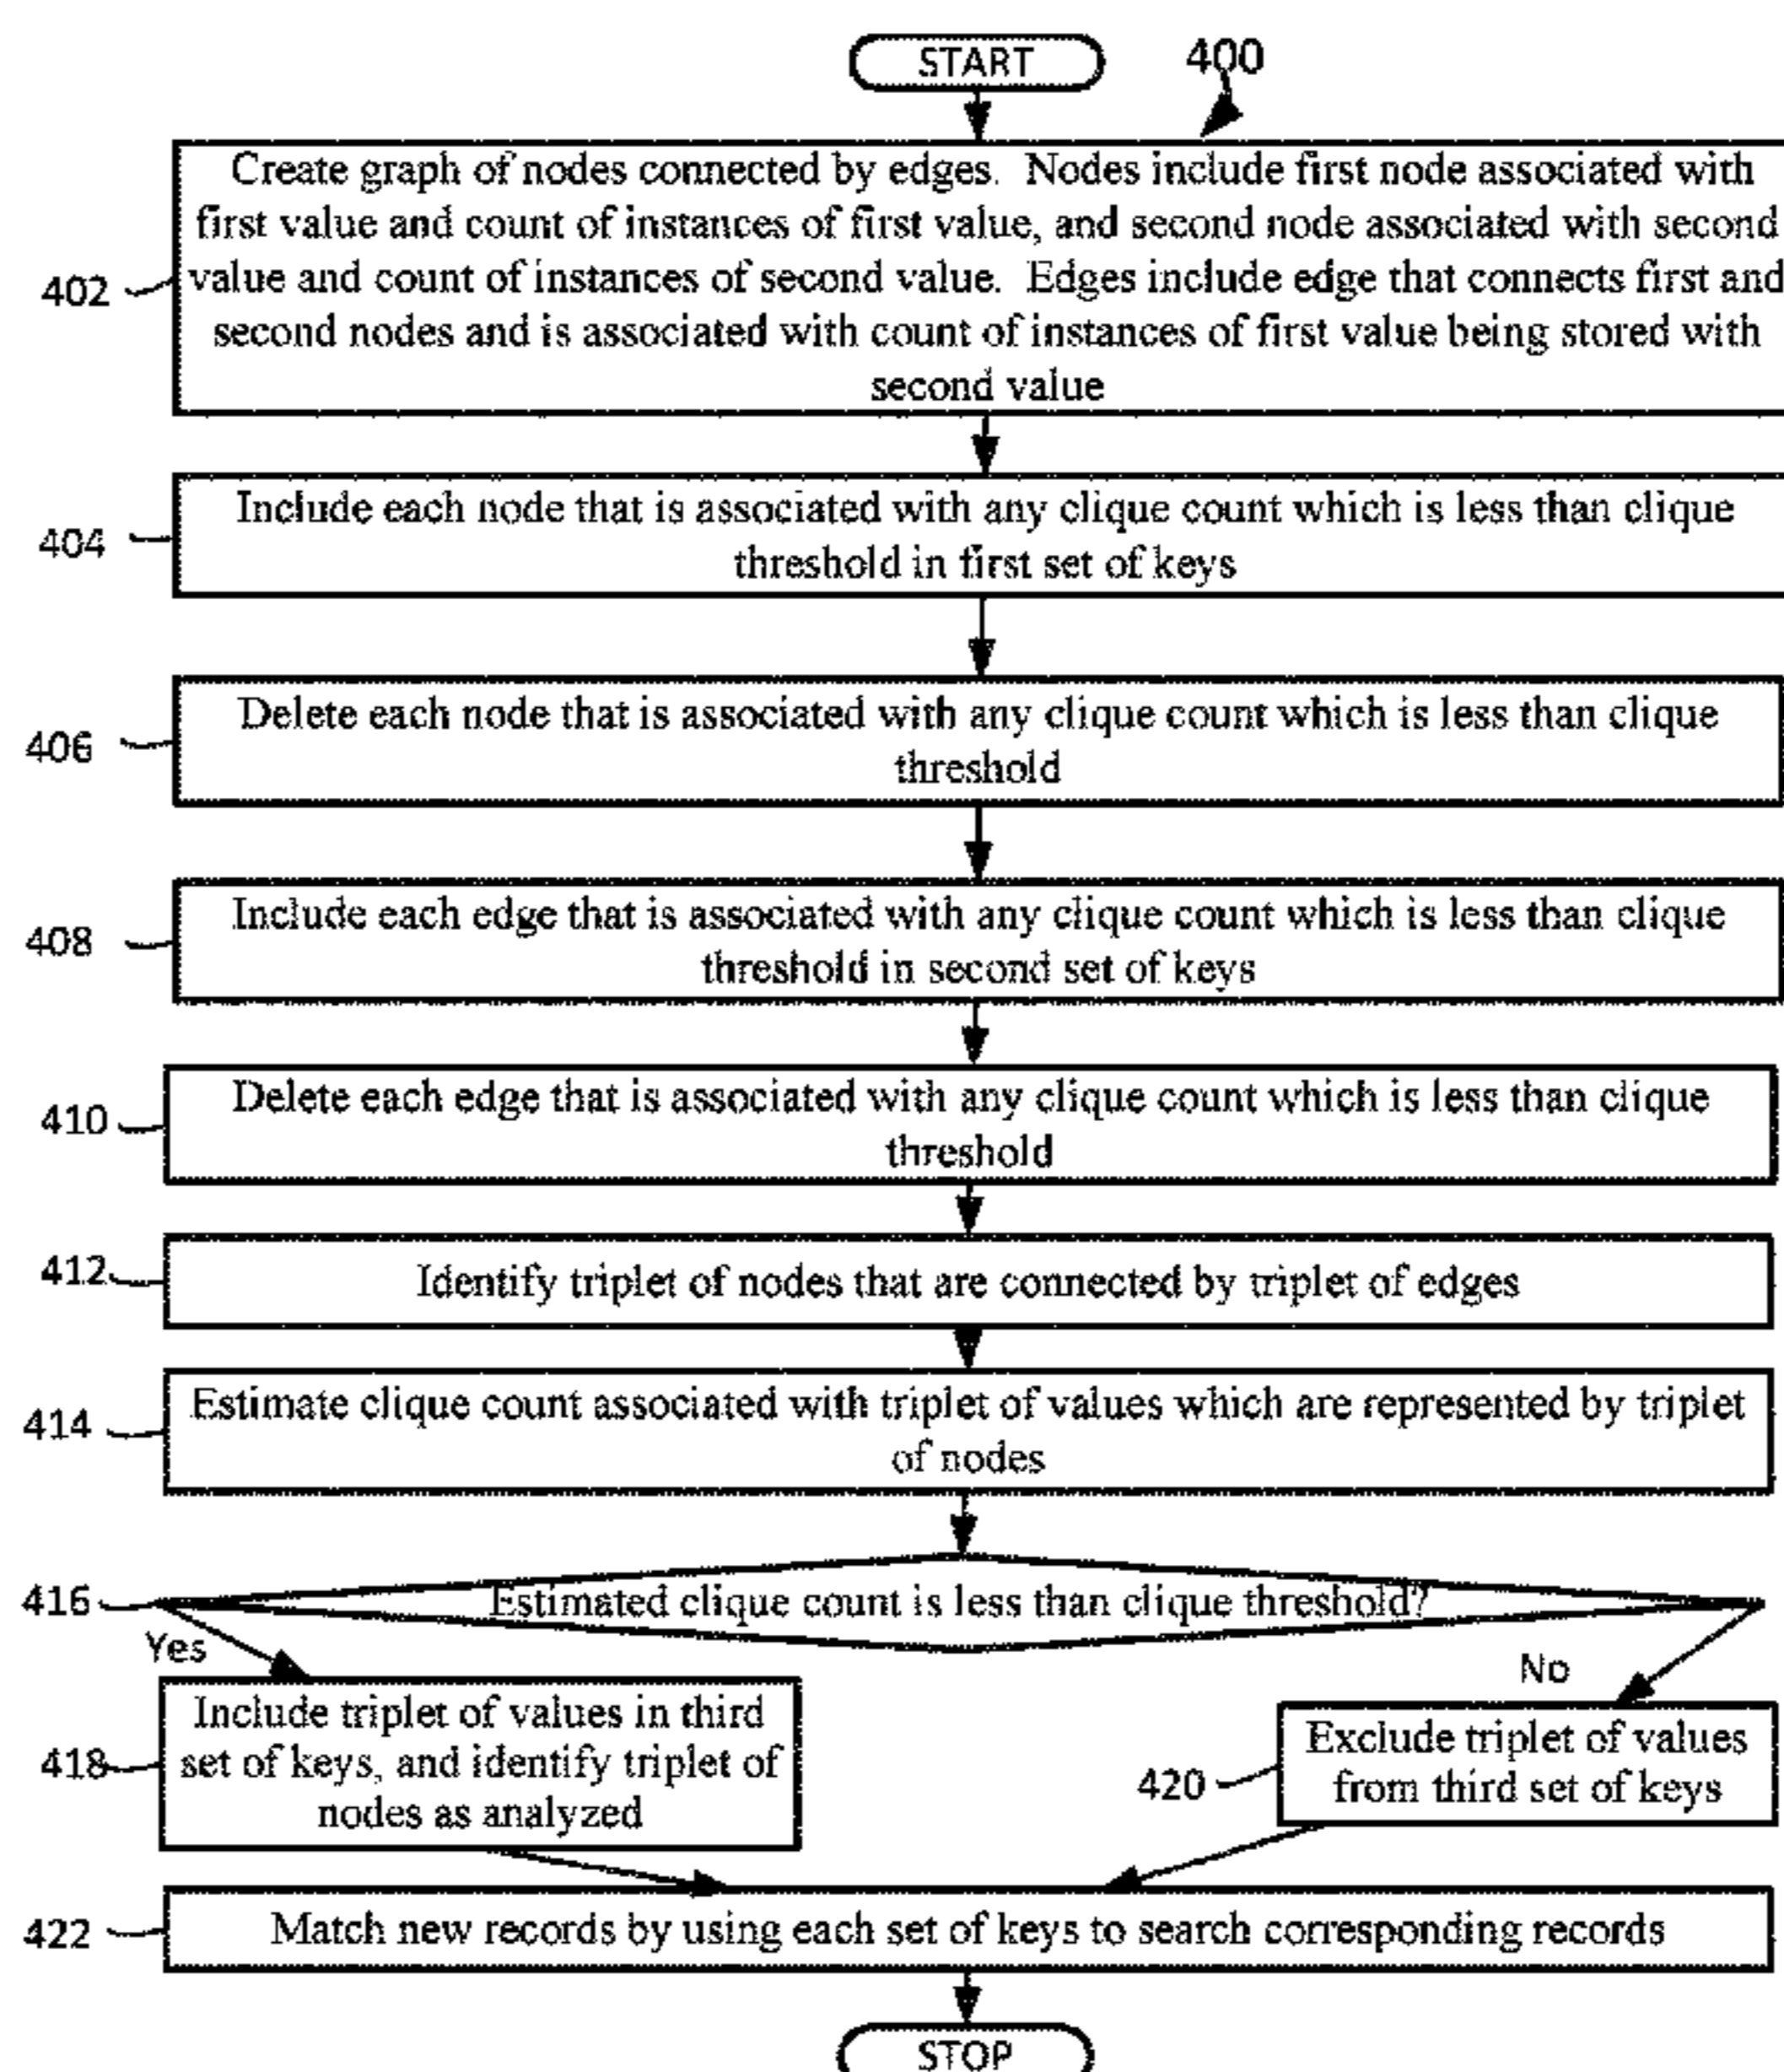 START
400
Create graph of nodes connected by edges. Nodes include first node associated with
first value and count of instances of first value, and second node associated with second
value and count of instances of second value. Edges include edge that connects first and
second nodes and is associated with count of instances of first value being stored with
second value
402
Include each node that is associated with any clique count which is less than clique
threshold in first set of keys
404
Delete each node that is associated with any clique count which is less than clique
threshold
406
Include each edge that is associated with any clique count which is less than clique
threshold in second set of keys
408
Delete each edge that is associated with any clique count which is less than clique
threshold
410
Identify triplet of nodes that are connected by triplet of edges
412
Estimate clique count associated with triplet of values which are represented by triplet
of nodes
414
Estimated clique count is less than clique threshold?
416
Yes
No
Include triplet of values in third
set of keys, and identify triplet of
nodes as analyzed
418
Exclude triplet of values
from third set of keys
420
Match new records by using each set of keys to search corresponding records
422
STOP